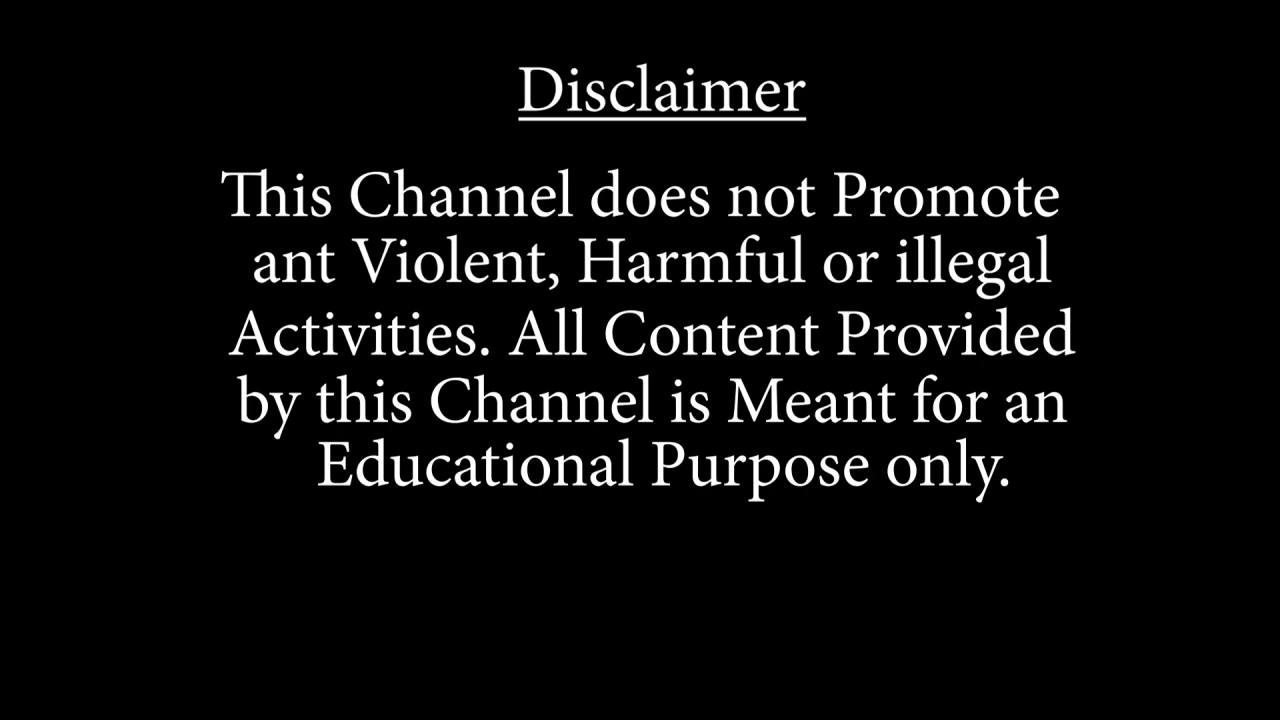 Disclaimer
This Channel does not Promote
ant Violent, Harmful or illegal
Activities. All Content Provided
by this Channel is Meant for an
Educational Purpose only.